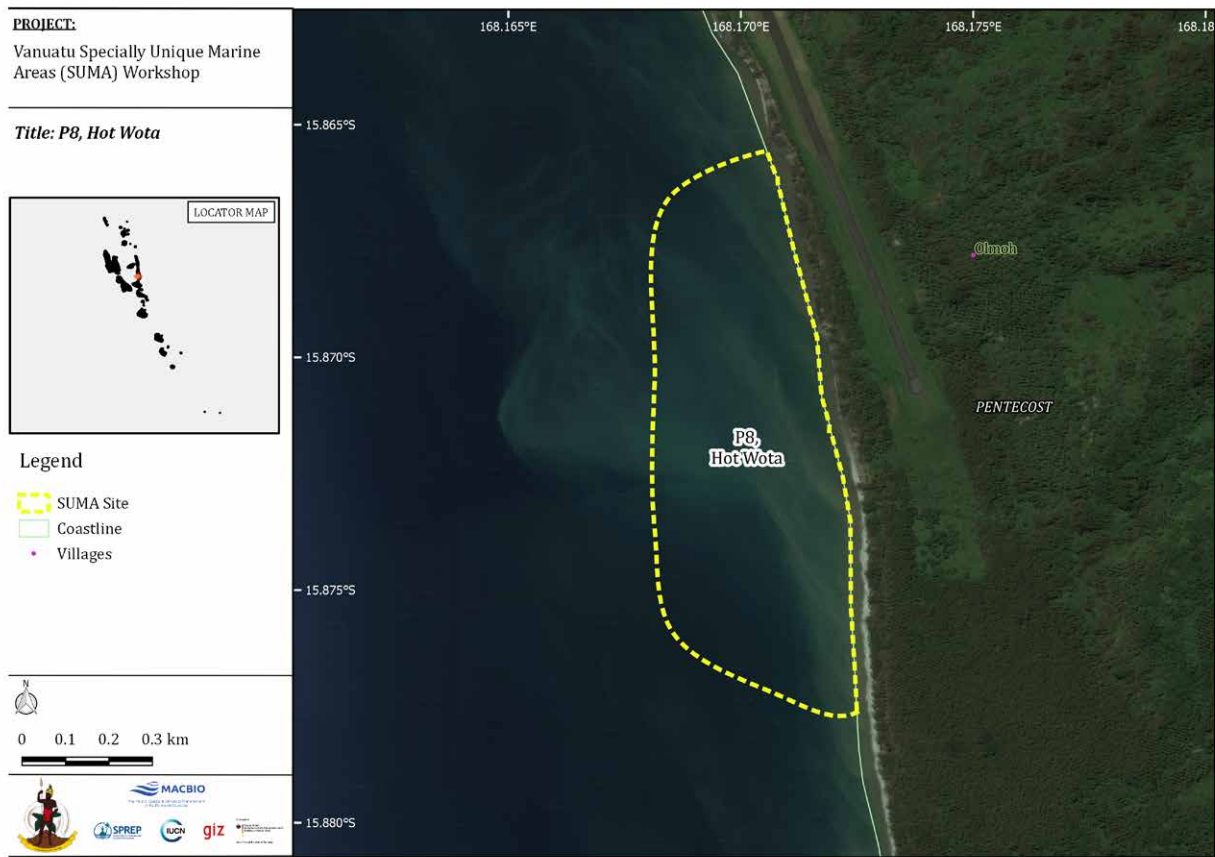 PROJECT:
Vanuatu Specially Unique Marine
Areas (SUMA) Workshop
Title: P8, Hot Wota
LOCATOR MAP
Legend
SUMA Site
Coastline
Villages
N
0 0.1 0.2 0.3 km
MACBIO
SPREP
IUCN
giz
168.165°E 168.170°E 168.175°E 168.18
15.865°S
15.870°S
15.875°S
15.880°S
Olmoh
PENTECOST
P8,
Hot Wota